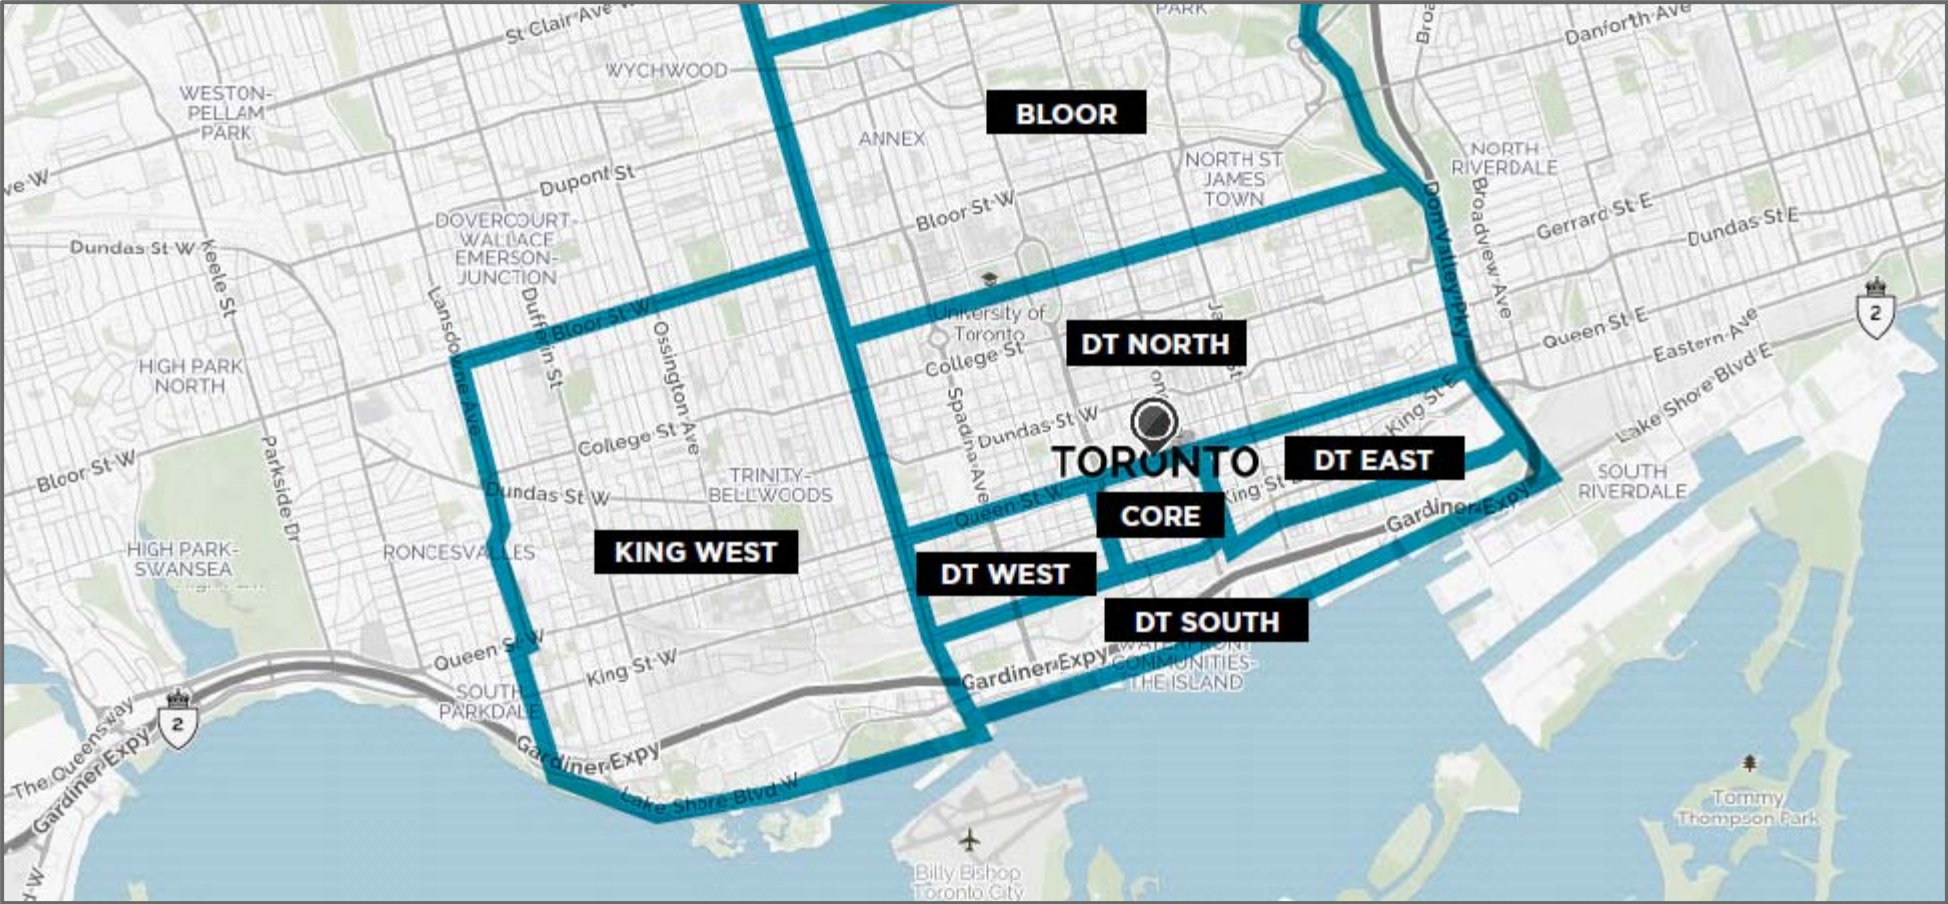 St Clair Ave W
PARK
Danforth Ave
WYCHWOOD
WESTON-
PELLAM
PARK
BLOOR
ANNEX
NORTH
RIVERDALE
NORTH ST
JAMES
TOWN
ve W
Dupont St
Bloor St W
DOVERCOURT-
WALLACE
EMERSON-
JUNCTION
Dundas St W
Keele St
Lansdowne Ave
Dufferin St
Ossington Ave
Bloor St W
Don Valley Pky
Broadview Ave
Gerrard St E
Dundas St E
2
University of
Toronto
College St
DT NORTH
Queen St E
Eastern Ave
Lake Shore Blvd E
HIGH PARK
NORTH
Spadina Ave
Dundas St W
King St E
College St
TORONTO
DT EAST
Bloor St W
Parkside Dr
TRINITY-
BELLWOODS
Dundas St W
Queen St W
CORE
King St E
Gardiner Expy
SOUTH
RIVERDALE
HIGH PARK-
SWANSEA
RONCESVALLES
KING WEST
DT WEST
DT SOUTH
Queen St W
King St W
Gardiner Expy
WATERFRONT
COMMUNITIES-
THE ISLAND
SOUTH
PARKDALE
2
The Queensway
Gardiner Expy
Gardiner Expy
Lake Shore Blvd W
Tommy
Thompson Park
Billy Bishop
Toronto City